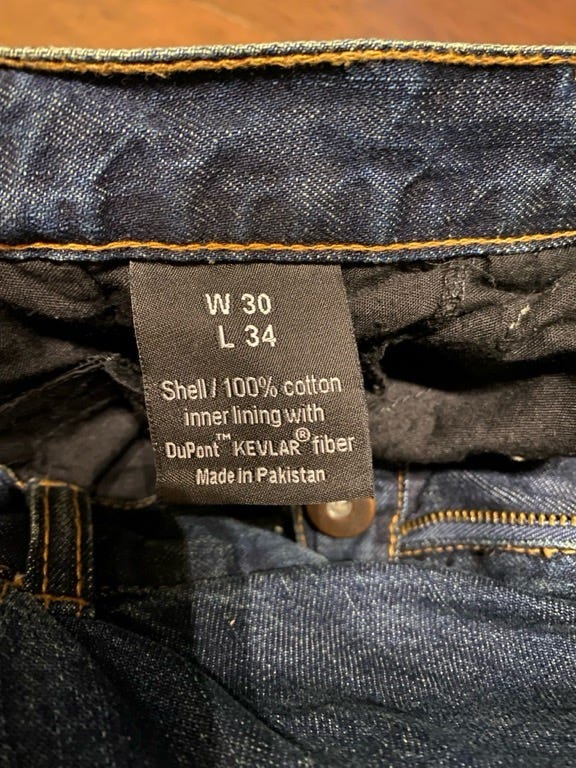 W 30
L 34
Shell / 100% cotton
inner lining with
DuPont™ KEVLAR® fiber
Made in Pakistan